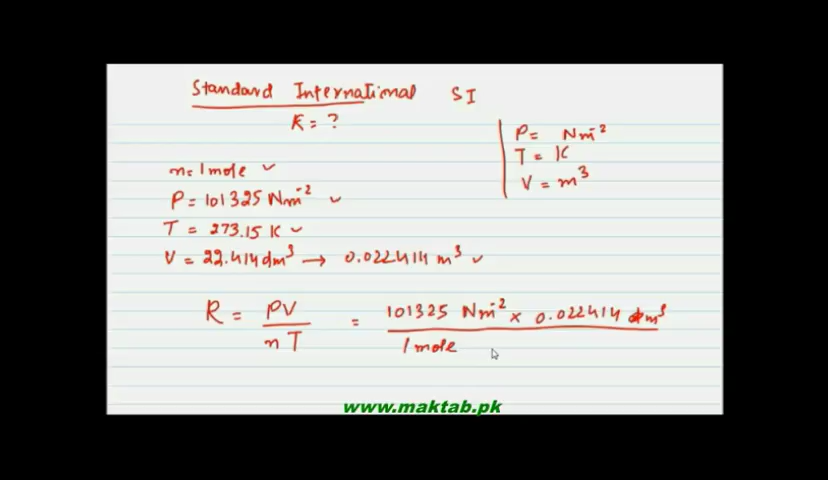 Standard International SI
R = ?
P = Nm⁻²
T = K
V = m³
n = 1 mole ✓
P = 101325 Nm⁻² ✓
T = 273.15 K ✓
V = 22.414 dm³ → 0.022414 m³ ✓
R = PV / nT = 101325 Nm⁻² × 0.022414 m³ / 1 mole
www.maktab.pk